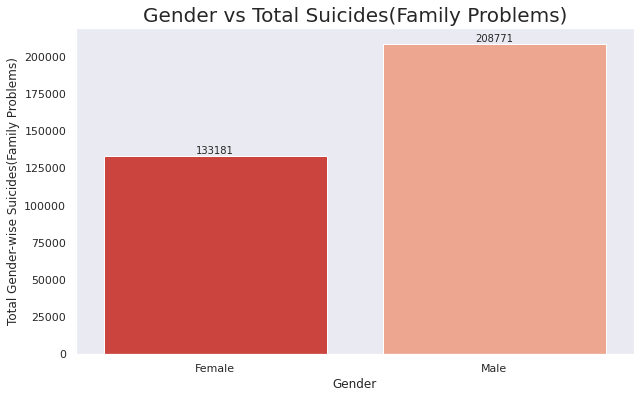 Gender vs Total Suicides(Family Problems)
Total Gender-wise Suicides(Family Problems)
200000
175000
150000
125000
100000
75000
50000
25000
0
208771
133181
Female
Male
Gender